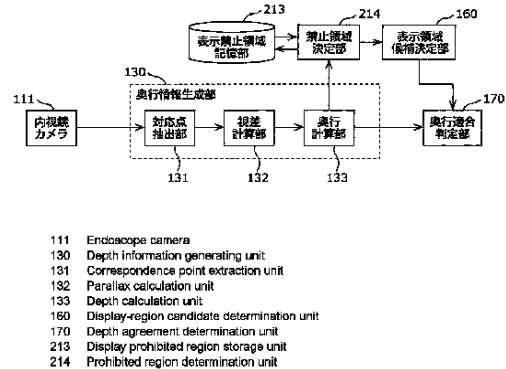 213
214
160
表示禁止領域
記憶部
禁止領域
決定部
表示領域
候補決定部
130
奥行情報生成部
111
170
内視鏡
カメラ
対応点
抽出部
視差
計算部
奥行
計算部
奥行適合
判定部
131
132
133
111 Endoscope camera
130 Depth information generating unit
131 Correspondence point extraction unit
132 Parallax calculation unit
133 Depth calculation unit
160 Display-region candidate determination unit
170 Depth agreement determination unit
213 Display prohibited region storage unit
214 Prohibited region determination unit